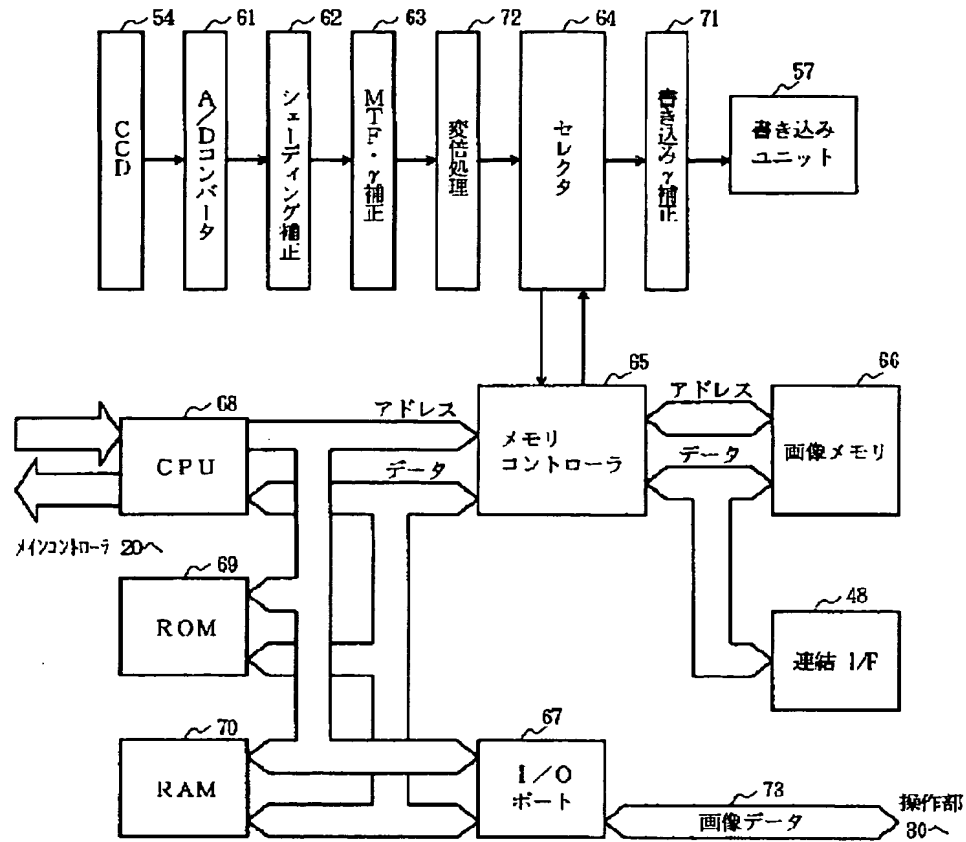 54
61
62
63
72
64
71
57
CCD
A/Dコンバータ
シェーディング補正
MTF・γ補正
変倍処理
セレクタ
書き込みγ補正
書き込み
ユニット
68
CPU
アドレス
データ
65
メモリ
コントローラ
アドレス
データ
66
画像メモリ
メインコントローラ 20へ
69
ROM
48
連結 I/F
70
RAM
67
I/O
ポート
73
画像データ
操作部
30へ